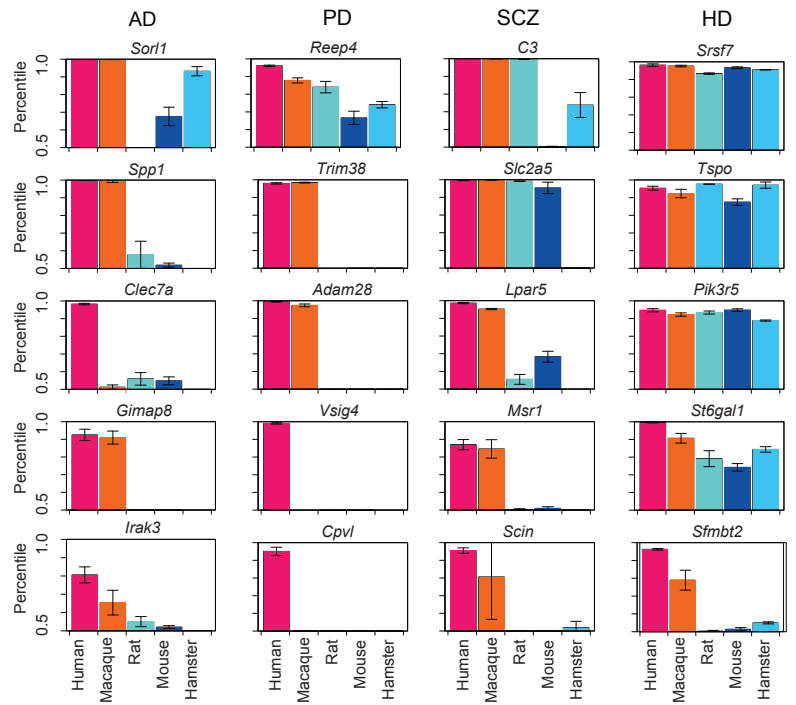 AD PD SCZ HD
Sorl1 Reep4 C3 Srsf7
Percentile 1.0 0.5
Spp1 Trim38 Slc2a5 Tspo
Percentile 1.0 0.5
Clec7a Adam28 Lpar5 Pik3r5
Percentile 1.0 0.5
Gimap8 Vsig4 Msr1 St6gal1
Percentile 1.0 0.5
Irak3 Cpvl Scin Sfmbt2
Percentile 1.0 0.5
Human Macaque Rat Mouse Hamster Human Macaque Rat Mouse Hamster Human Macaque Rat Mouse Hamster Human Macaque Rat Mouse Hamster